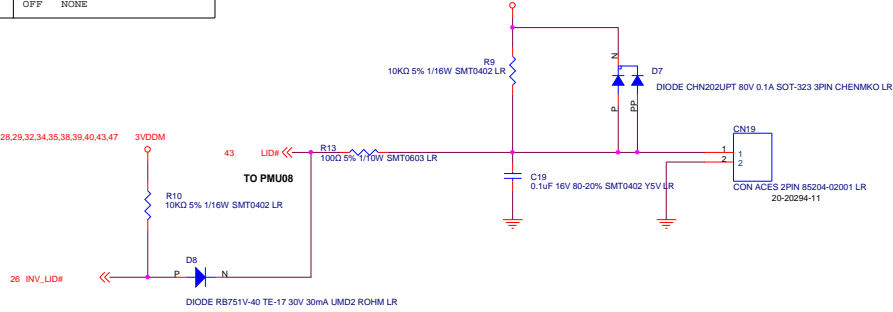 OFF NONE
R9
10KΩ 5% 1/16W SMT0402 LR
N
D7
DIODE CHN202UPT 80V 0.1A SOT-323 3PIN CHENMKO LR
P
PP
28,29,32,34,35,38,39,40,43,47 3VDDM
43 LID#
R13
100Ω 5% 1/10W SMT0603 LR
TO PMU08
CN19
1 1
2 2
CON ACES 2PIN 85204-02001 LR
20-20294-11
C19
0.1uF 16V 80-20% SMT0402 Y5V LR
R10
10KΩ 5% 1/16W SMT0402 LR
D8
26 INV_LID#
P N
DIODE RB751V-40 TE-17 30V 30mA UMD2 ROHM LR